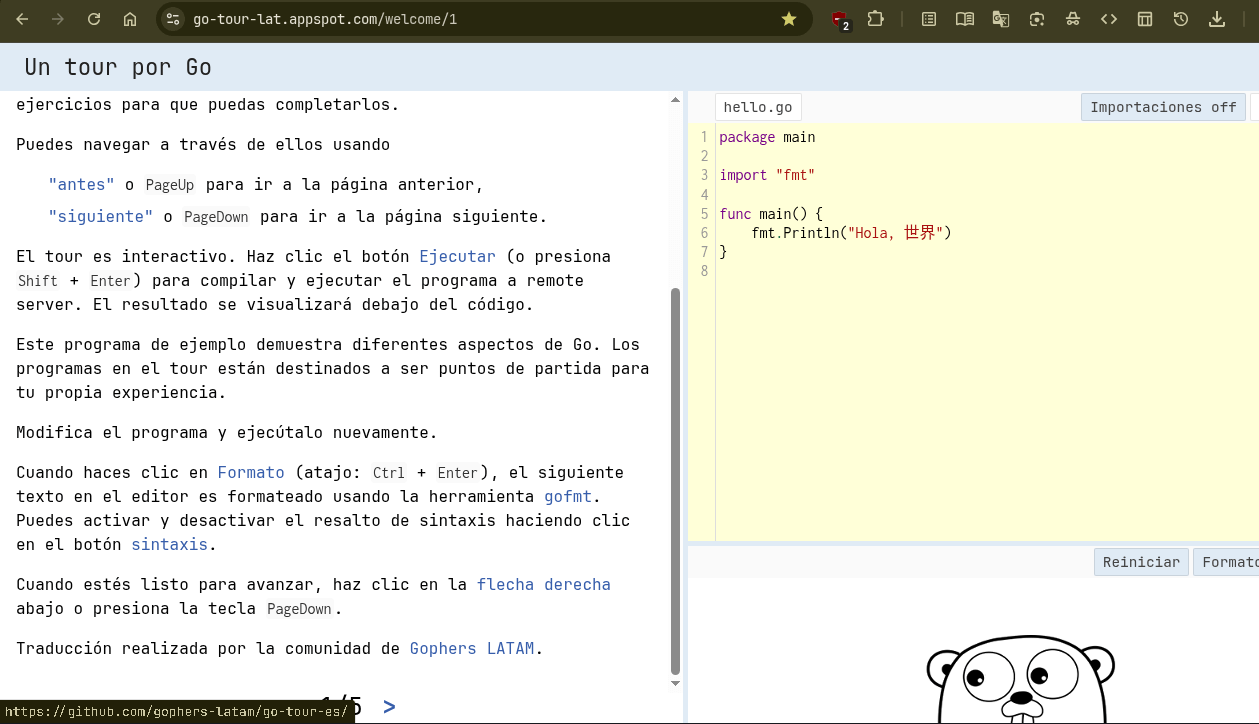 go-tour-lat.appspot.com/welcome/1
2
Un tour por Go
ejercicios para que puedas completarlos.
Puedes navegar a través de ellos usando
"antes" o PageUp para ir a la página anterior,
"siguiente" o PageDown para ir a la página siguiente.
El tour es interactivo. Haz clic el botón Ejecutar (o presiona
Shift + Enter) para compilar y ejecutar el programa a remote
server. El resultado se visualizará debajo del código.
Este programa de ejemplo demuestra diferentes aspectos de Go. Los
programas en el tour están destinados a ser puntos de partida para
tu propia experiencia.
Modifica el programa y ejecútalo nuevamente.
Cuando haces clic en Formato (atajo: Ctrl + Enter), el siguiente
texto en el editor es formateado usando la herramienta gofmt.
Puedes activar y desactivar el resalto de sintaxis haciendo clic
en el botón sintaxis.
Cuando estés listo para avanzar, haz clic en la flecha derecha
abajo o presiona la tecla PageDown.
Traducción realizada por la comunidad de Gophers LATAM.
1/5 >
https://github.com/gophers-latam/go-tour-es/
hello.go
Importaciones off
1 package main
2
3 import "fmt"
4
5 func main() {
6     fmt.Println("Hola, 世界")
7 }
8
Reiniciar
Formato